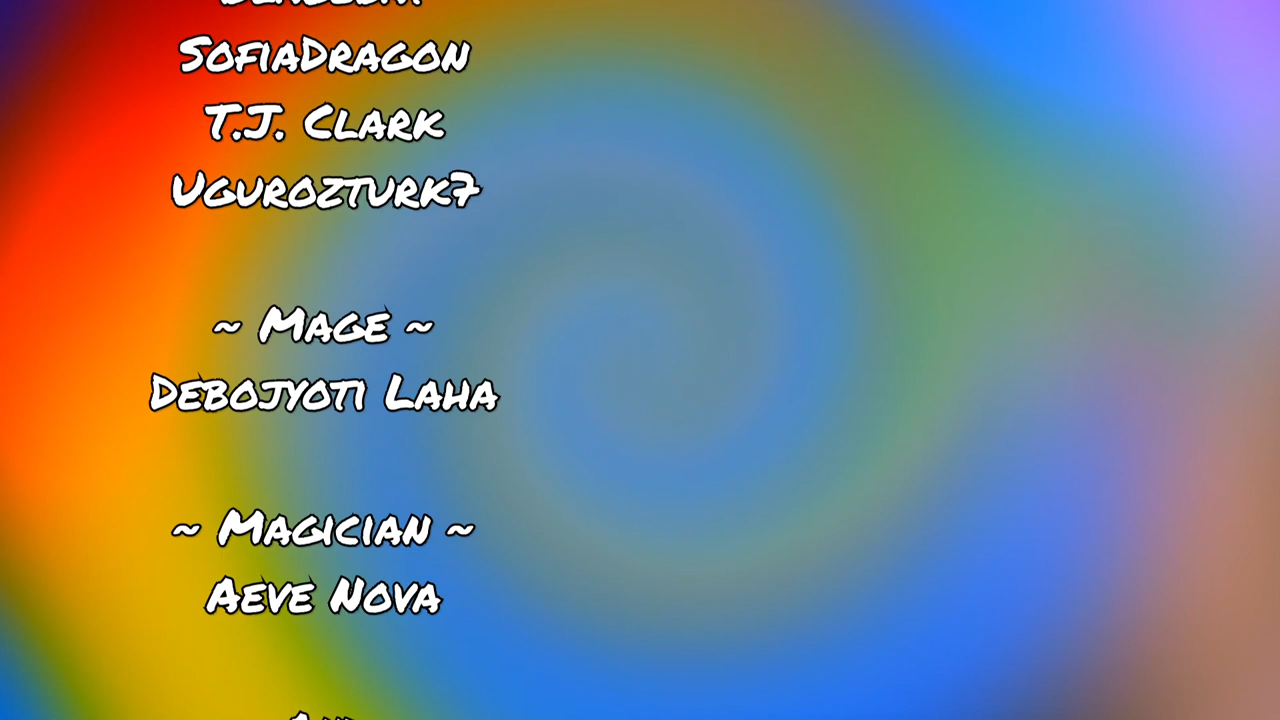 SofiaDragon
T.J. Clark
Ugurozturk7
~ Mage ~
Debojyoti Laha
~ Magician ~
Aeve Nova